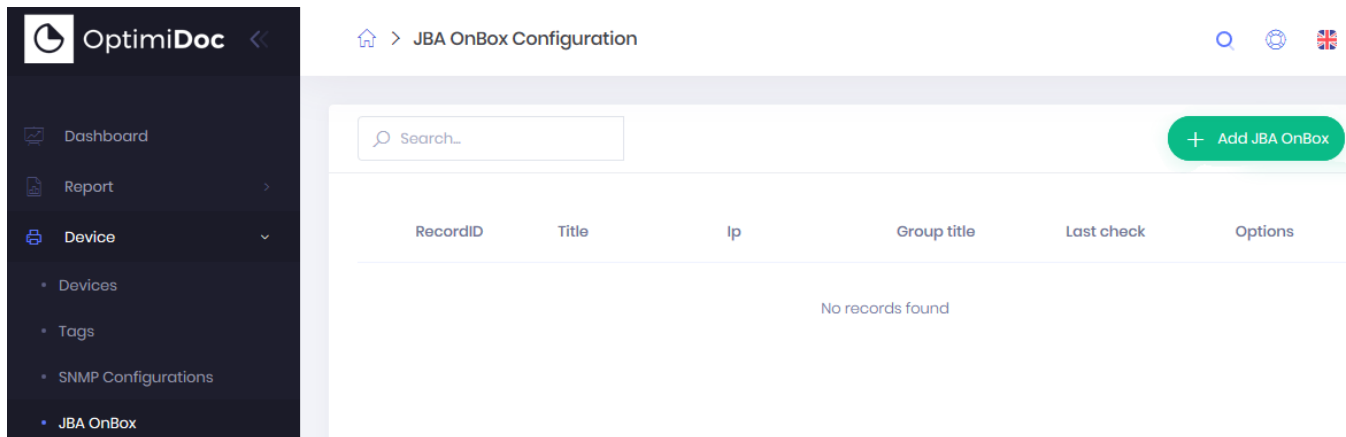 OptimiDoc
JBA OnBox Configuration
Dashboard
Report
Device
Devices
Tags
SNMP Configurations
JBA OnBox
Search...
+ Add JBA OnBox
RecordID Title Ip Group title Last check Options
No records found